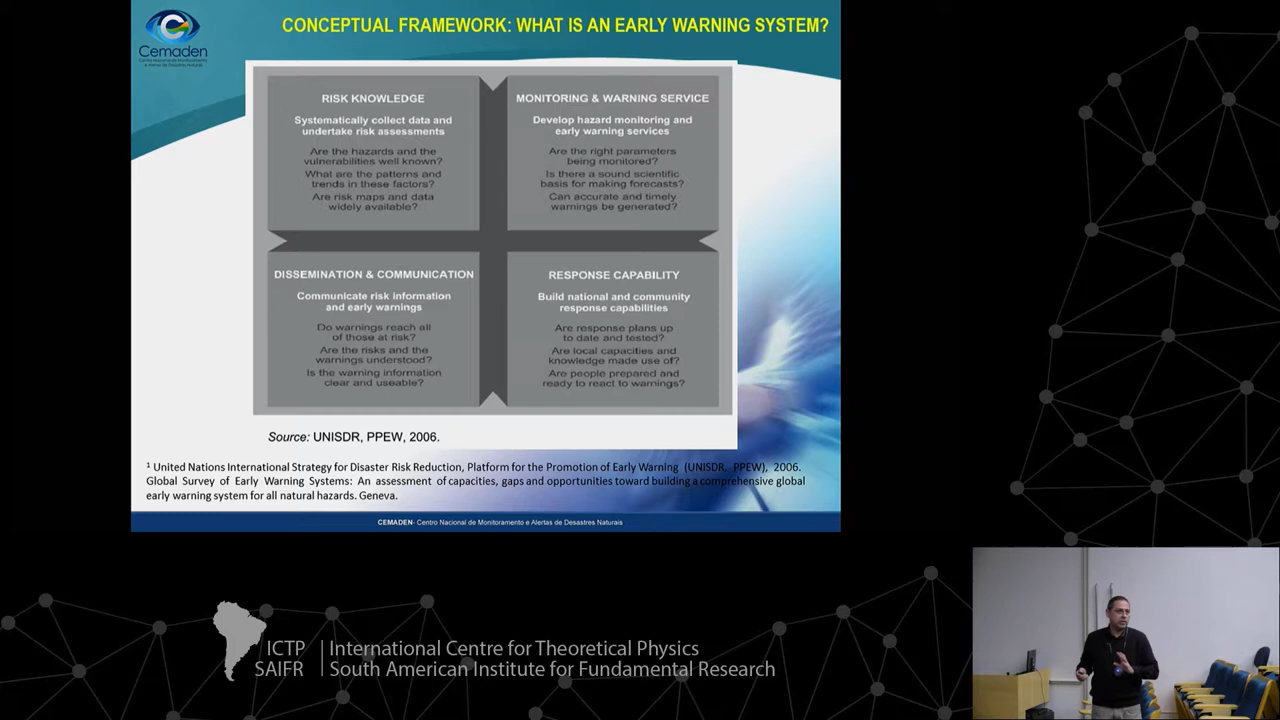 CONCEPTUAL FRAMEWORK: WHAT IS AN EARLY WARNING SYSTEM?
Cemaden
Centro Nacional de Monitoramento
e Alertas de Desastres Naturais
RISK KNOWLEDGE
Systematically collect data and
undertake risk assessments
Are the hazards and the
vulnerabilities well known?
What are the patterns and
trends in these factors?
Are risk maps and data
widely available?
MONITORING & WARNING SERVICE
Develop hazard monitoring and
early warning services
Are the right parameters
being monitored?
Is there a sound scientific
basis for making forecasts?
Can accurate and timely
warnings be generated?
DISSEMINATION & COMMUNICATION
Communicate risk information
and early warnings
Do warnings reach all
of those at risk?
Are the risks and the
warnings understood?
Is the warning information
clear and useable?
RESPONSE CAPABILITY
Build national and community
response capabilities
Are response plans up
to date and tested?
Are local capacities and
knowledge made use of?
Are people prepared and
ready to react to warnings?
Source: UNISDR, PPEW, 2006.
1 United Nations International Strategy for Disaster Risk Reduction, Platform for the Promotion of Early Warning (UNISDR, PPEW), 2006.
Global Survey of Early Warning Systems: An assessment of capacities, gaps and opportunities toward building a comprehensive global
early warning system for all natural hazards. Geneva.
CEMADEN- Centro Nacional de Monitoramento e Alertas de Desastres Naturais
ICTP
SAIFR
International Centre for Theoretical Physics
South American Institute for Fundamental Research